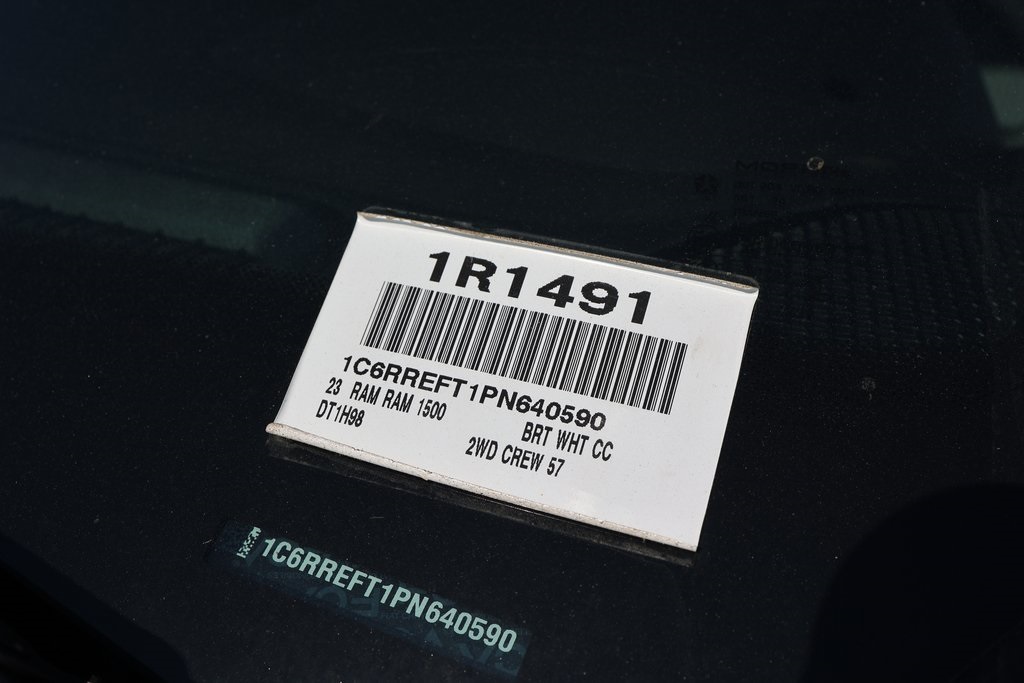 1R1491
1C6RREFT1PN640590
23 RAM RAM 1500
BRT WHT CC
DT1H98
2WD CREW 57
1C6RREFT1PN640590